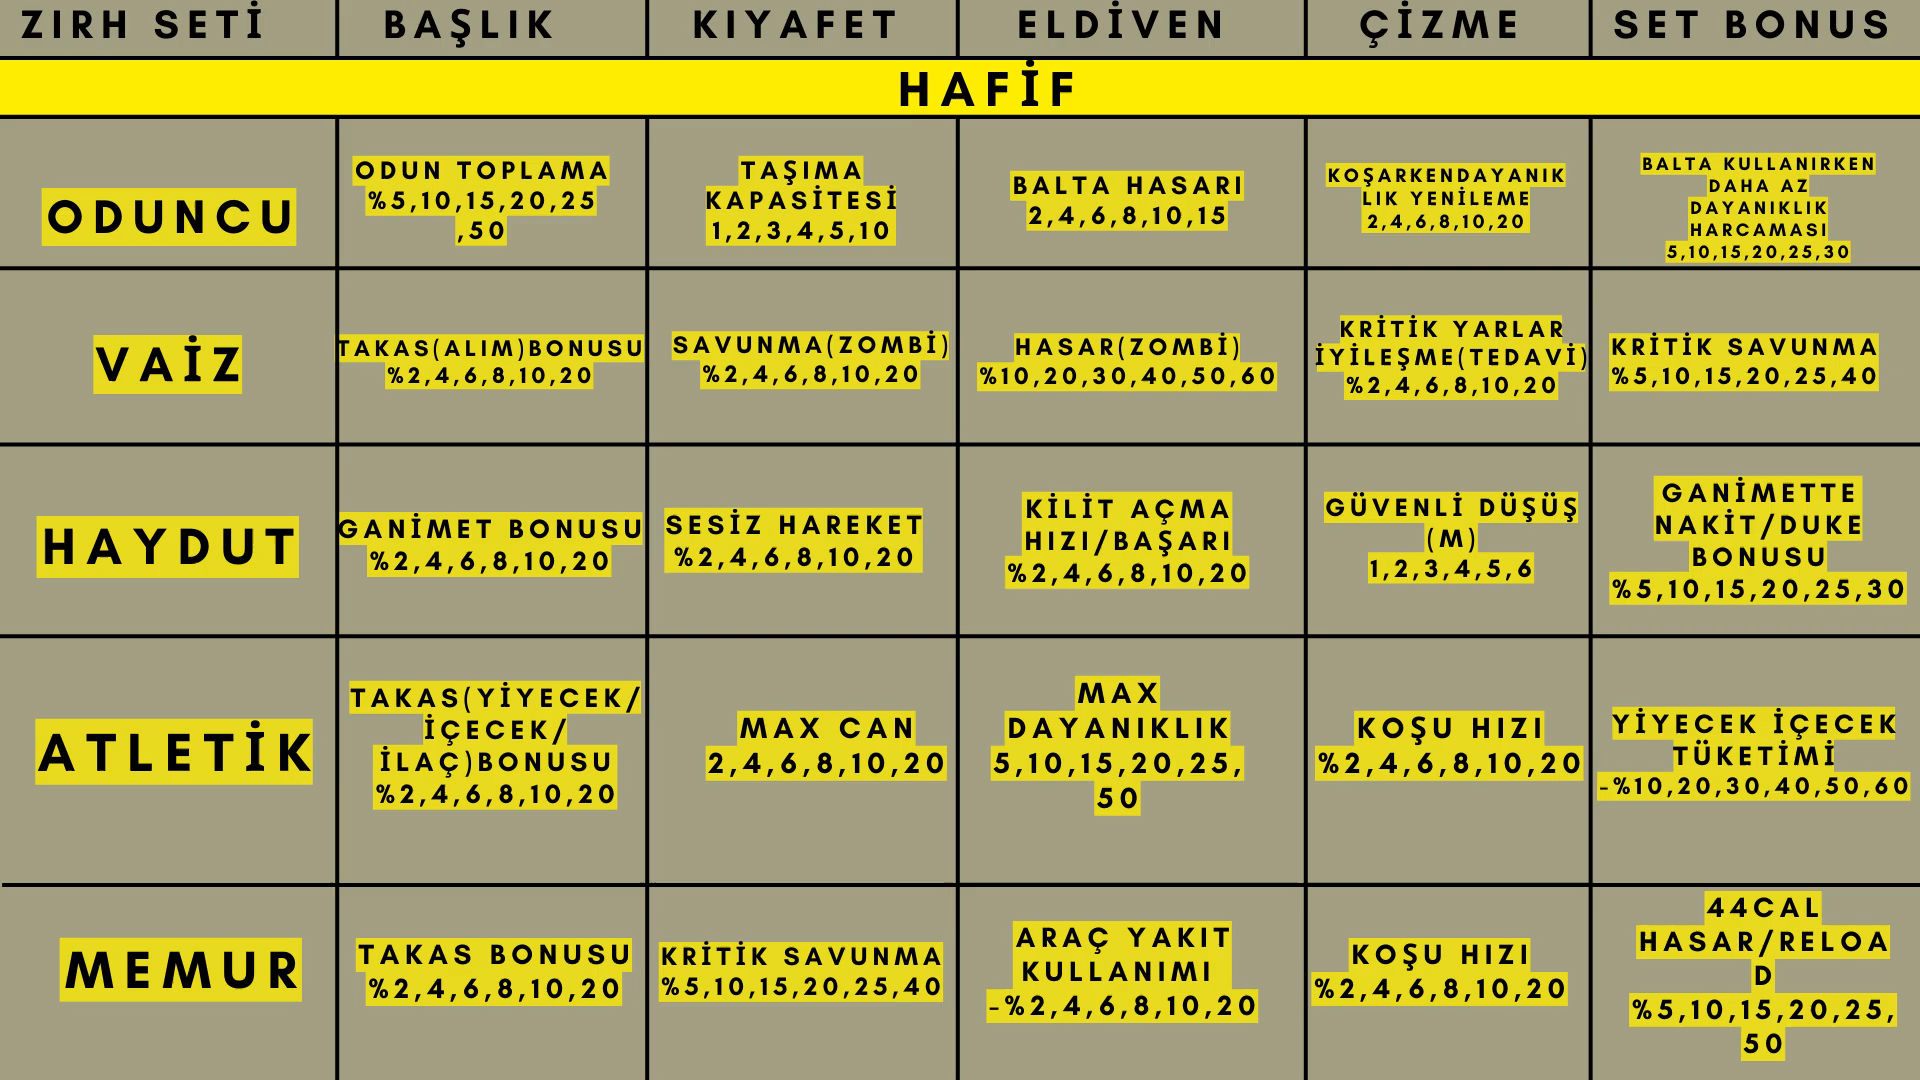 ZIRH SETİ
BAŞLIK
KIYAFET
ELDİVEN
ÇİZME
SET BONUS
HAFİF
ODUNCU
ODUN TOPLAMA
%5,10,15,20,25
,50
TAŞIMA
KAPASİTESİ
1,2,3,4,5,10
BALTA HASARI
2,4,6,8,10,15
KOŞARKENDAYANIK
LIK YENİLEME
2,4,6,8,10,20
BALTA KULLANIRKEN
DAHA AZ
DAYANIKLIK
HARCAMASI
5,10,15,20,25,30
VAİZ
TAKAS(ALIM)BONUSU
%2,4,6,8,10,20
SAVUNMA(ZOMBİ)
%2,4,6,8,10,20
HASAR(ZOMBİ)
%10,20,30,40,50,60
KRİTİK YARLAR
İYİLEŞME(TEDAVİ)
%2,4,6,8,10,20
KRİTİK SAVUNMA
%5,10,15,20,25,40
HAYDUT
GANİMET BONUSU
%2,4,6,8,10,20
SESİZ HAREKET
%2,4,6,8,10,20
KİLİT AÇMA
HIZI/BAŞARI
%2,4,6,8,10,20
GÜVENLİ DÜŞÜŞ
(M)
1,2,3,4,5,6
GANİMETTE
NAKİT/DUKE
BONUSU
%5,10,15,20,25,30
ATLETİK
TAKAS(YİYECEK/
İÇECEK/
İLAÇ)BONUSU
%2,4,6,8,10,20
MAX CAN
2,4,6,8,10,20
MAX
DAYANIKLIK
5,10,15,20,25,
50
KOŞU HIZI
%2,4,6,8,10,20
YİYECEK İÇECEK
TÜKETİMİ
-%10,20,30,40,50,60
MEMUR
TAKAS BONUSU
%2,4,6,8,10,20
KRİTİK SAVUNMA
%5,10,15,20,25,40
ARAÇ YAKIT
KULLANIMI
-%2,4,6,8,10,20
KOŞU HIZI
%2,4,6,8,10,20
44CAL
HASAR/RELOA
D
%5,10,15,20,25,
50